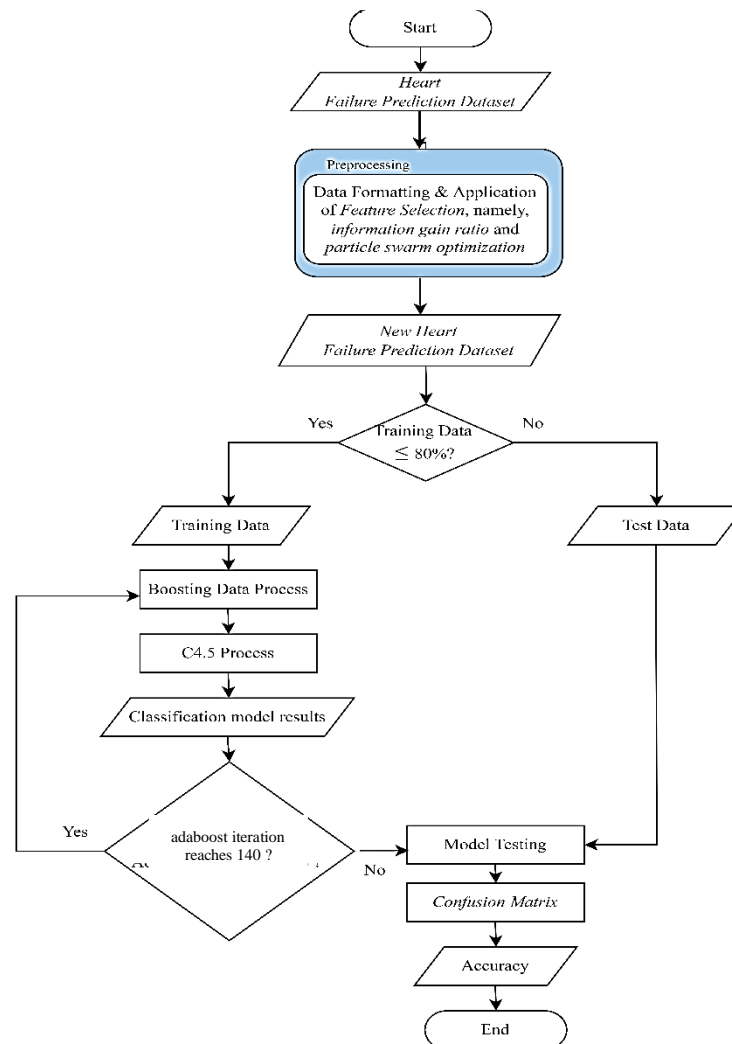 Start
Heart
Failure Prediction Dataset
Preprocessing
Data Formatting & Application
of Feature Selection, namely,
information gain ratio and
particle swarm optimization
New Heart
Failure Prediction Dataset
Yes
No
Training Data
≤ 80%?
Training Data
Test Data
Boosting Data Process
C4.5 Process
Classification model results
Yes
adaboost iteration
reaches 140 ?
No
Model Testing
Confusion Matrix
Accuracy
End